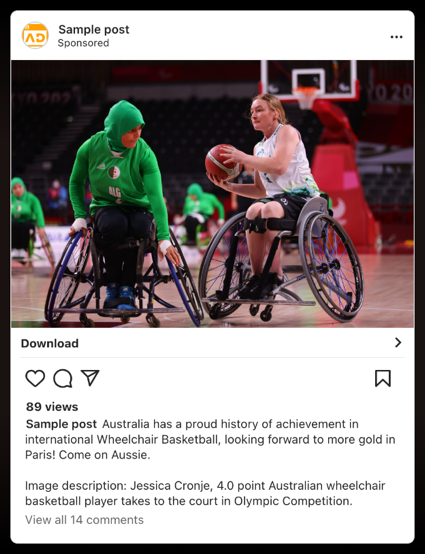 AD
Sample post
Sponsored
ALG
Download
89 views
Sample post Australia has a proud history of achievement in
international Wheelchair Basketball, looking forward to more gold in
Paris! Come on Aussie.
Image description: Jessica Cronje, 4.0 point Australian wheelchair
basketball player takes to the court in Olympic Competition.
View all 14 comments